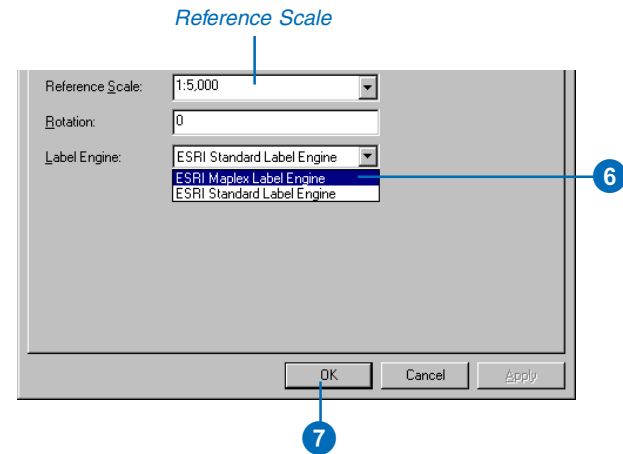 Reference Scale
Reference Scale: 1:5,000
Rotation: 0
Label Engine: ESRI Standard Label Engine
ESRI Maplex Label Engine 6
ESRI Standard Label Engine
OK Cancel Apply
7